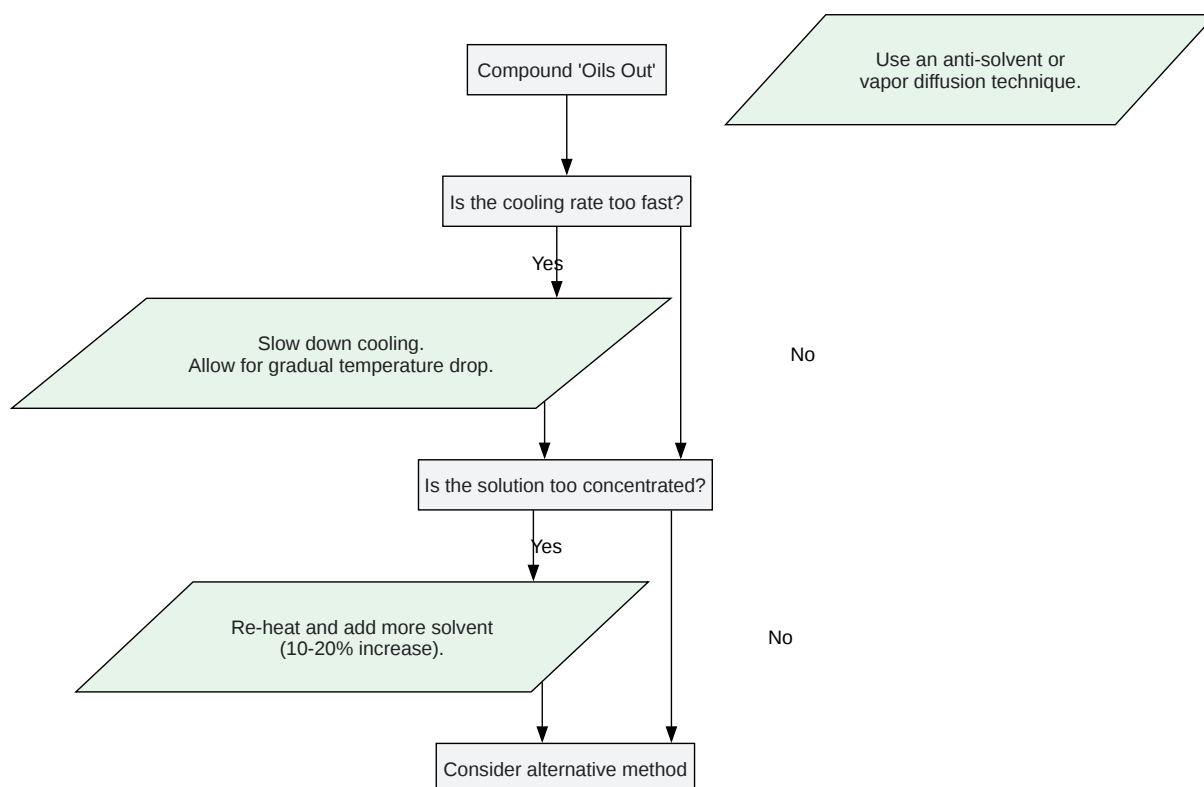 Compound 'Oils Out'
Use an anti-solvent or
vapor diffusion technique.
Is the cooling rate too fast?
Yes
Slow down cooling.
Allow for gradual temperature drop.
No
Is the solution too concentrated?
Yes
Re-heat and add more solvent
(10-20% increase).
No
Consider alternative method